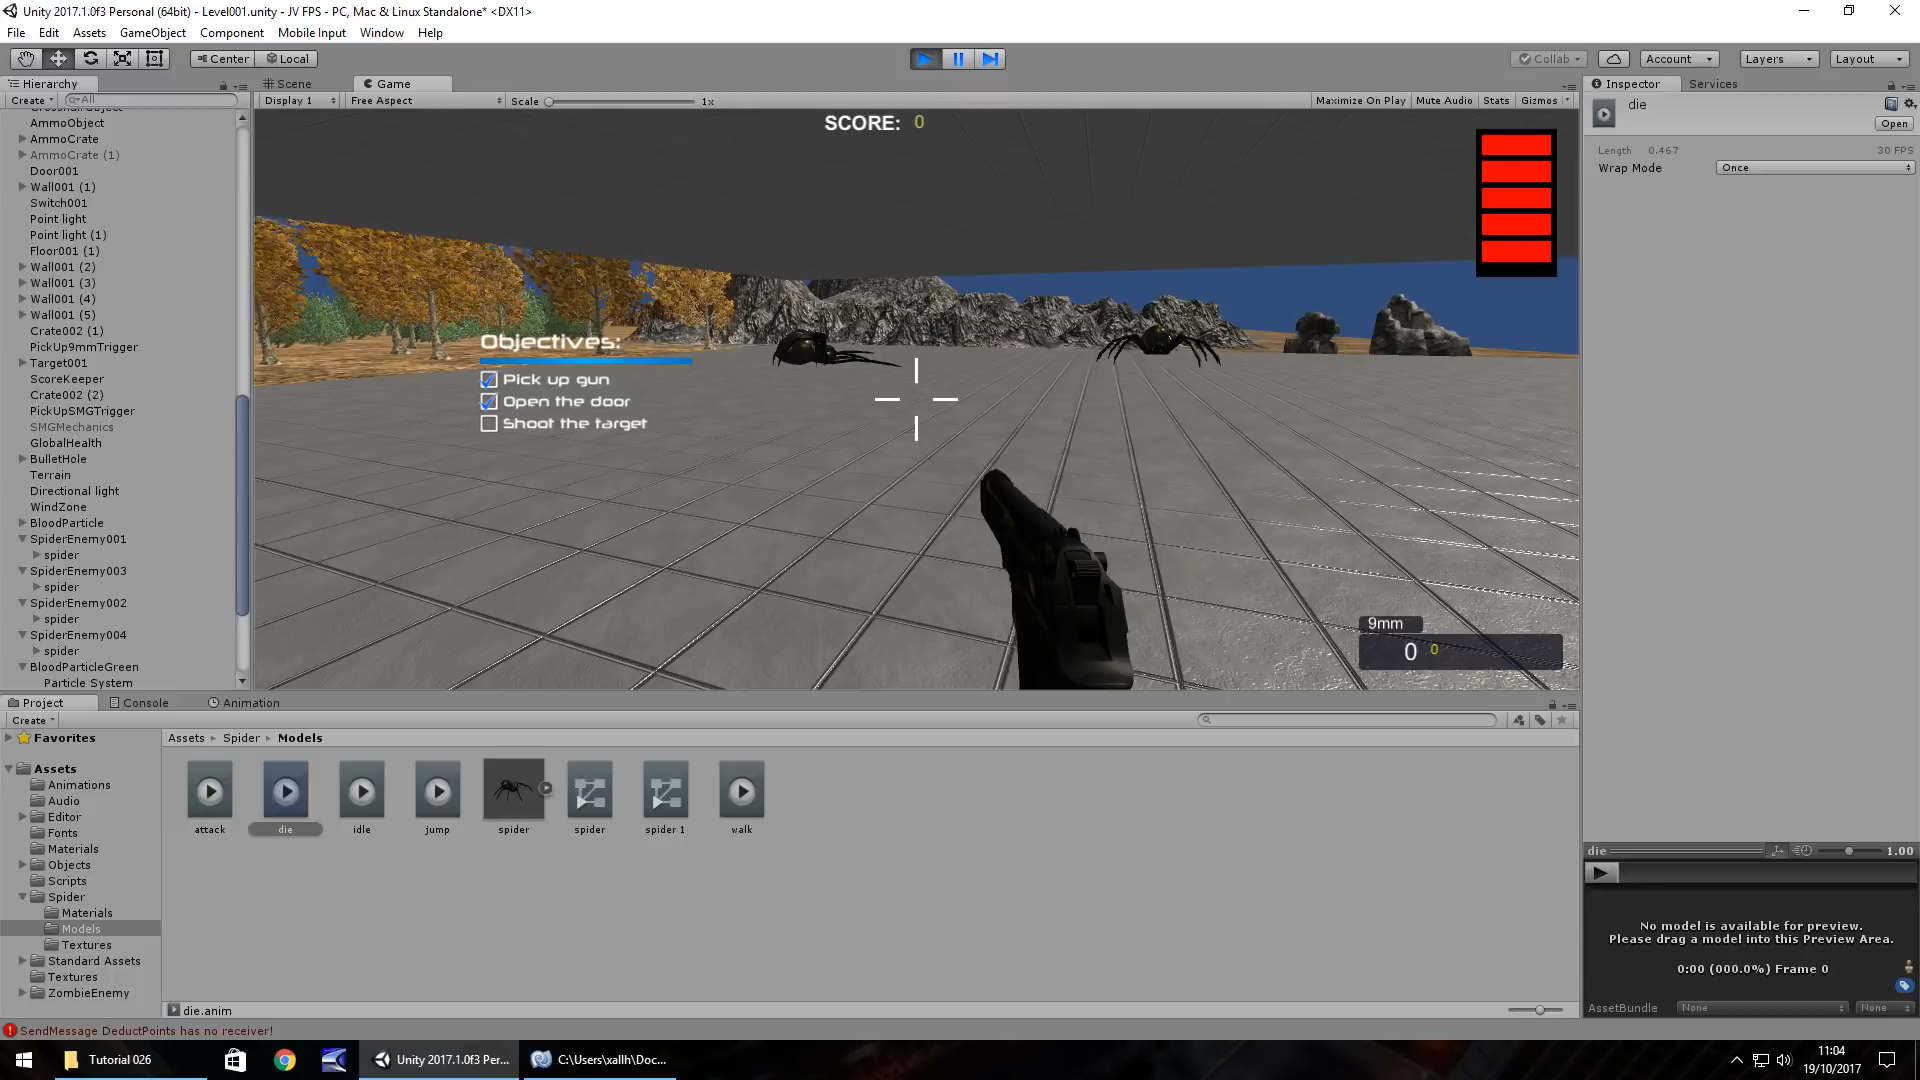 Unity 2017.1.0f3 Personal (64bit) - Level001.unity - JV FPS - PC, Mac & Linux Standalone* <DX11>
File Edit Assets GameObject Component Mobile Input Window Help
Center Local
Collab Account Layers Layout
Hierarchy
Scene Game
Inspector Services
Create All
Display 1 Free Aspect Scale 1x Maximize On Play Mute Audio Stats Gizmos
die
Open
Length 0.467 30 FPS
Wrap Mode Once
AmmoObject
AmmoCrate
AmmoCrate (1)
Door001
Wall001 (1)
Switch001
Point light
Point light (1)
Floor001 (1)
Wall001 (2)
Wall001 (3)
Wall001 (4)
Wall001 (5)
Crate002 (1)
PickUp9mmTrigger
Target001
ScoreKeeper
Crate002 (2)
PickUpSMGTrigger
SMGMechanics
GlobalHealth
BulletHole
Terrain
Directional light
WindZone
BloodParticle
SpiderEnemy001
spider
SpiderEnemy003
spider
SpiderEnemy002
spider
SpiderEnemy004
spider
BloodParticleGreen
Particle System
SCORE: 0
Objectives:
Pick up gun
Open the door
Shoot the target
9mm
0 0
Project Console Animation
Create
Favorites
Assets
Animations
Audio
Editor
Fonts
Materials
Objects
Scripts
Spider
Materials
Models
Textures
Standard Assets
Textures
ZombieEnemy
Assets Spider Models
attack die idle jump spider spider spider 1 walk
die.anim
die 1.00
No model is available for preview.
Please drag a model into this Preview Area.
0:00 (000.0%) Frame 0
AssetBundle None None
SendMessage DeductPoints has no receiver!
Tutorial 026
Unity 2017.1.0f3 Per...
C:\Users\xallh\Doc...
11:04
19/10/2017